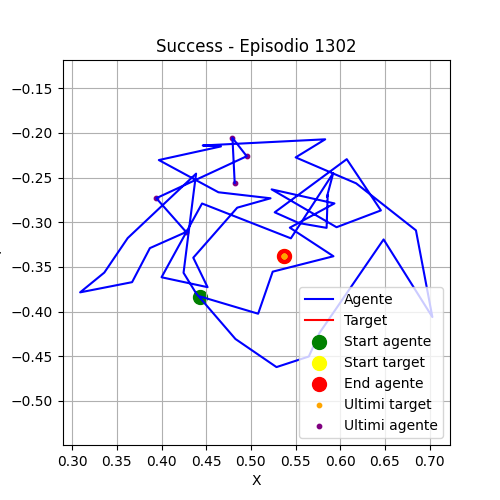 Success - Episodio 1302
−0.15
−0.20
−0.25
−0.30
−0.35
−0.40
−0.45
−0.50
0.30 0.35 0.40 0.45 0.50 0.55 0.60 0.65 0.70
X
Agente
Target
Start agente
Start target
End agente
Ultimi target
Ultimi agente